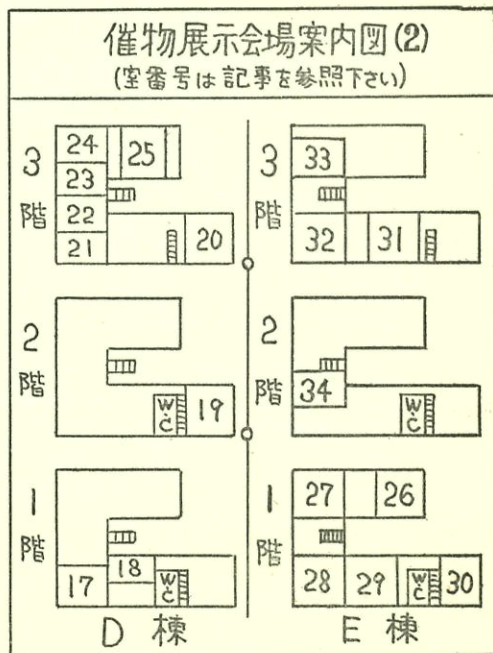 催物展示会場案内図(2)
(室番号は記事を参照下さい)
3階
24
25
23
22
21
20
3階
33
32
31
2階
W.C
19
2階
34
W.C
1階
17
18
W.C
1階
27
26
28
29
W.C
30
D棟
E棟